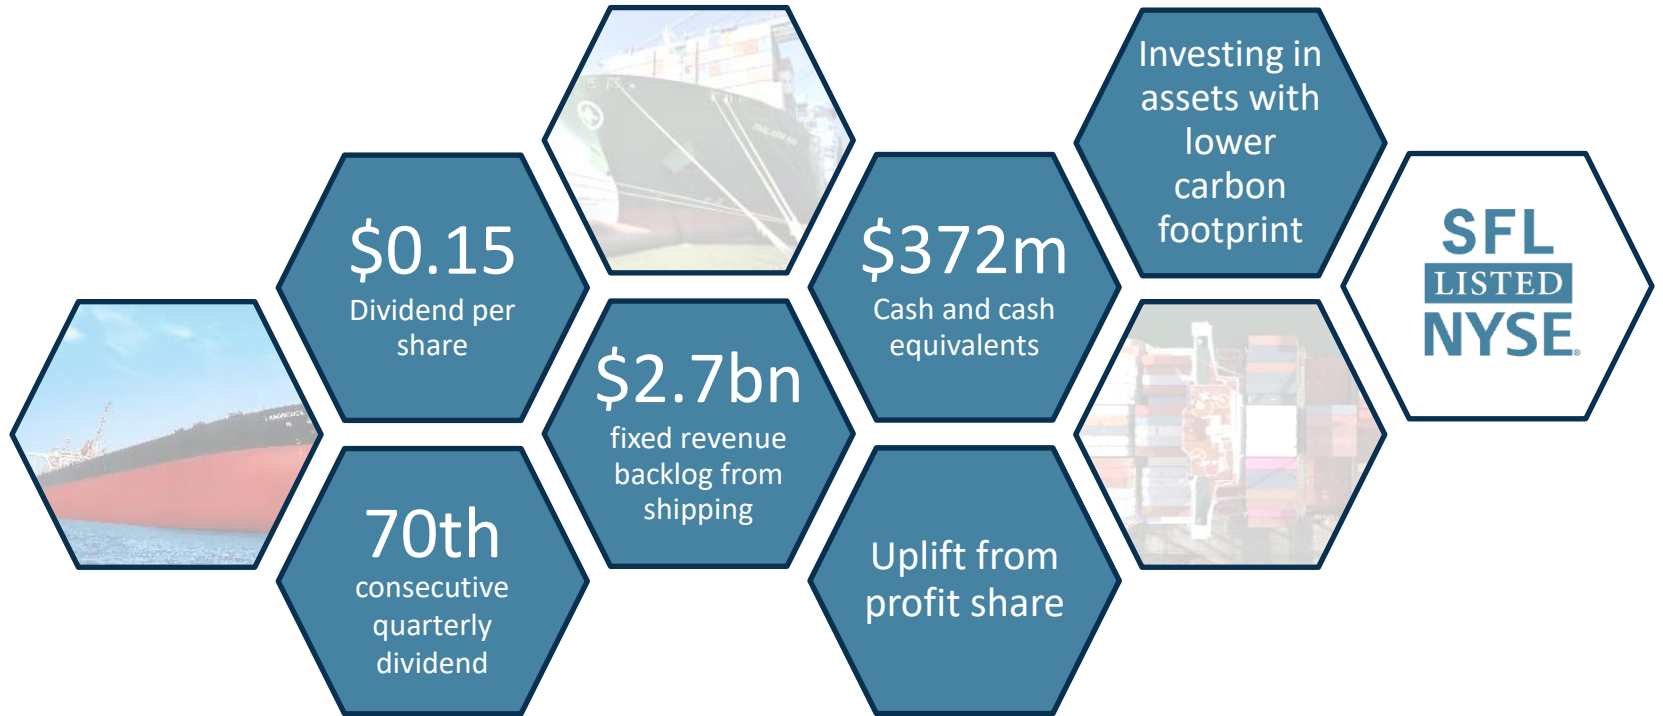 $0.15
Dividend per
share
70th
consecutive
quarterly
dividend
$2.7bn
fixed revenue
backlog from
shipping
$372m
Cash and cash
equivalents
Uplift from
profit share
Investing in
assets with
lower
carbon
footprint
SFL
LISTED
NYSE®